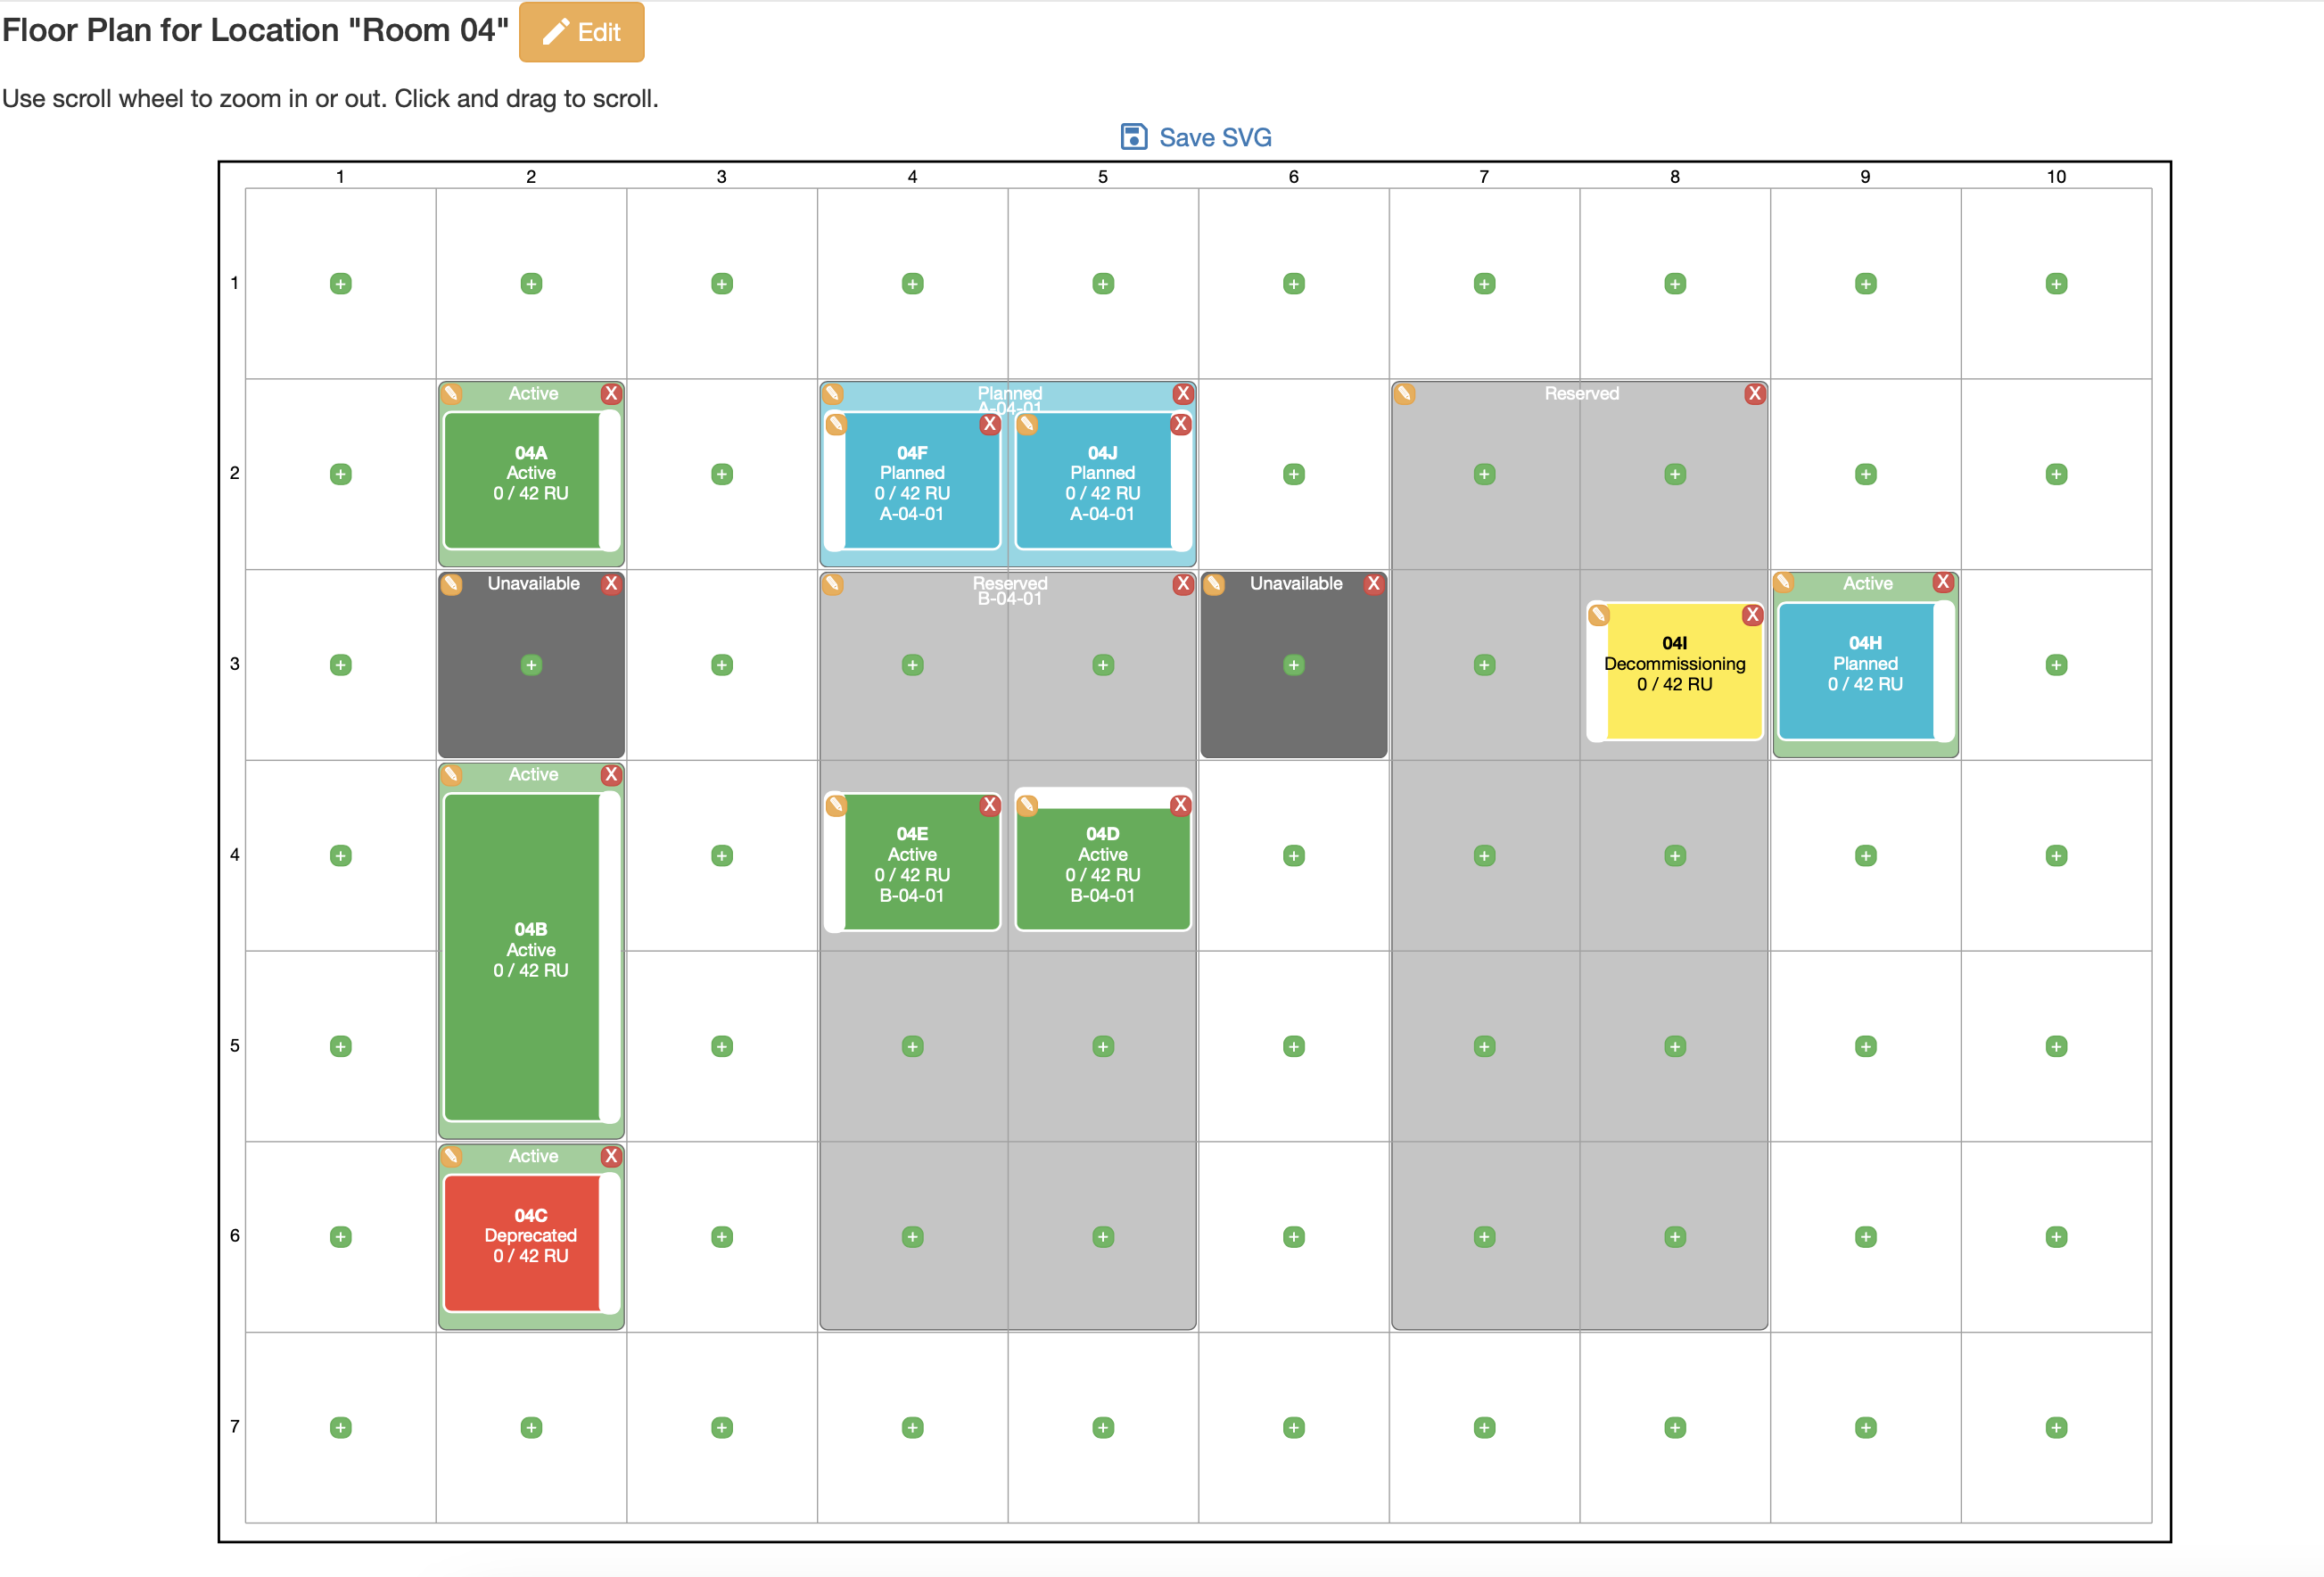 Floor Plan for Location "Room 04"
Edit
Use scroll wheel to zoom in or out. Click and drag to scroll.
Save SVG
1 2 3 4 5 6 7 8 9 10
1
2
Active X
04A
Active
0 / 42 RU
Planned X
A-04-01
X
04F
Planned
0 / 42 RU
A-04-01
X
04J
Planned
0 / 42 RU
A-04-01
Reserved X
3
Unavailable X
Reserved X
B-04-01
Unavailable X
X
04I
Decommissioning
0 / 42 RU
Active X
04H
Planned
0 / 42 RU
4
Active X
04B
Active
0 / 42 RU
X
04E
Active
0 / 42 RU
B-04-01
X
04D
Active
0 / 42 RU
B-04-01
5
6
Active X
04C
Deprecated
0 / 42 RU
7